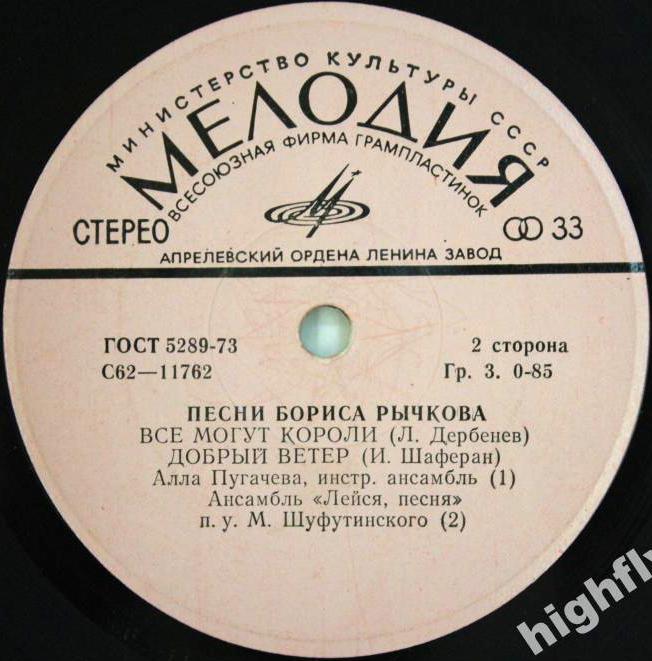 МИНИСТЕРСТВО КУЛЬТУРЫ СССР
МЕЛОДИЯ
ВСЕСОЮЗНАЯ ФИРМА ГРАМПЛАСТИНОК
СТЕРЕО 33
АПРЕЛЕВСКИЙ ОРДЕНА ЛЕНИНА ЗАВОД
ГОСТ 5289-73 2 сторона
С62—11762 Гр. 3. 0-85
ПЕСНИ БОРИСА РЫЧКОВА
ВСЕ МОГУТ КОРОЛИ (Л. Дербенев)
ДОБРЫЙ ВЕТЕР (И. Шаферан)
Алла Пугачева, инстр. ансамбль (1)
Ансамбль «Лейся, песня»
п. у. М. Шуфутинского (2)
highfly